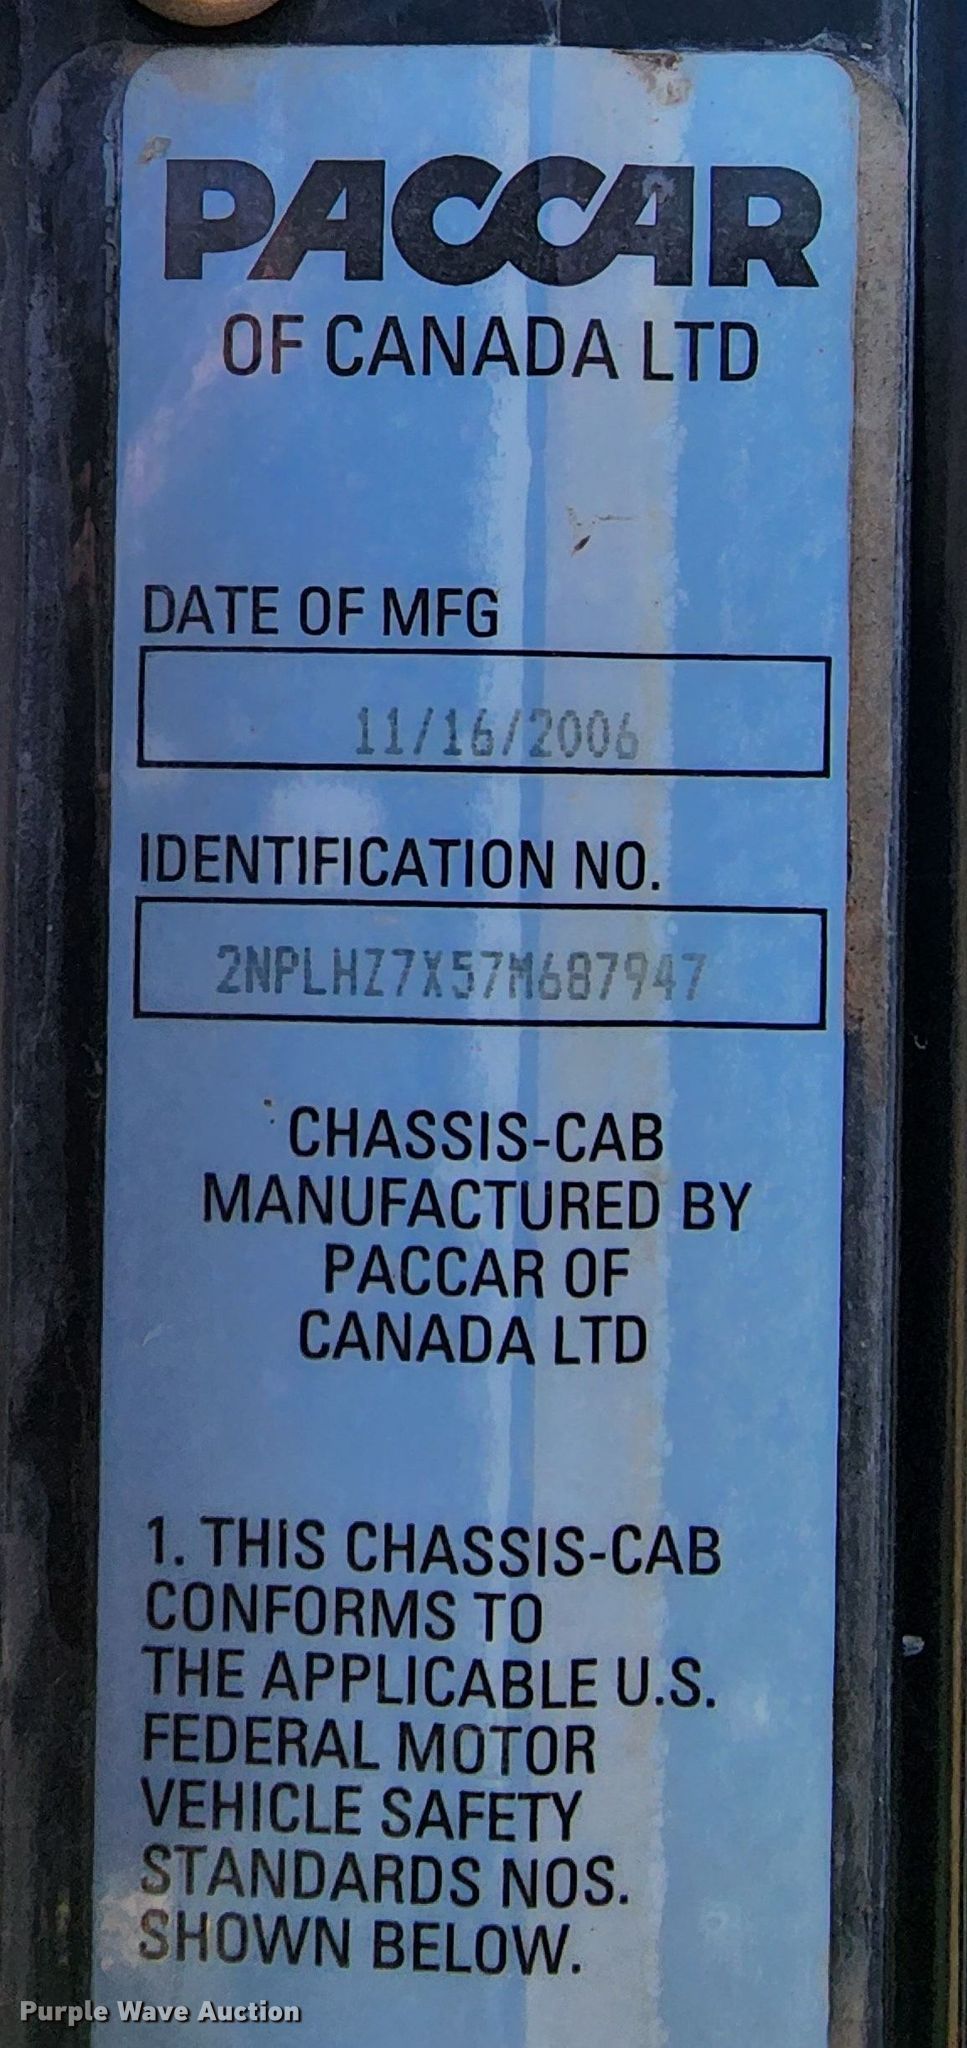 PACCAR
OF CANADA LTD
DATE OF MFG
11/16/2006
IDENTIFICATION NO.
2NPLHZ7X57M687947
CHASSIS-CAB
MANUFACTURED BY
PACCAR OF
CANADA LTD
1. THIS CHASSIS-CAB
CONFORMS TO
THE APPLICABLE U.S.
FEDERAL MOTOR
VEHICLE SAFETY
STANDARDS NOS.
SHOWN BELOW.
Purple Wave Auction